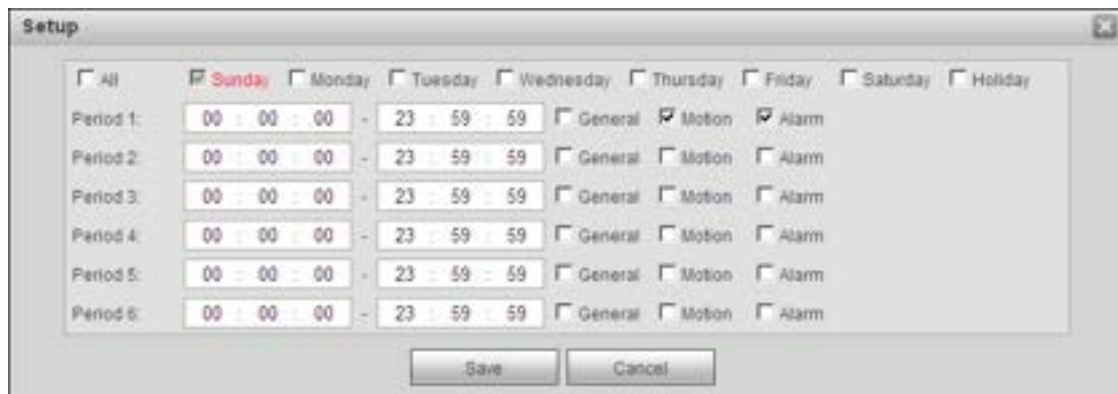 Setup
All Sunday Monday Tuesday Wednesday Thursday Friday Saturday Holiday
Period 1: 00 : 00 : 00 - 23 : 59 : 59 General Motion Alarm
Period 2: 00 : 00 : 00 - 23 : 59 : 59 General Motion Alarm
Period 3: 00 : 00 : 00 - 23 : 59 : 59 General Motion Alarm
Period 4: 00 : 00 : 00 - 23 : 59 : 59 General Motion Alarm
Period 5: 00 : 00 : 00 - 23 : 59 : 59 General Motion Alarm
Period 6: 00 : 00 : 00 - 23 : 59 : 59 General Motion Alarm
Save Cancel